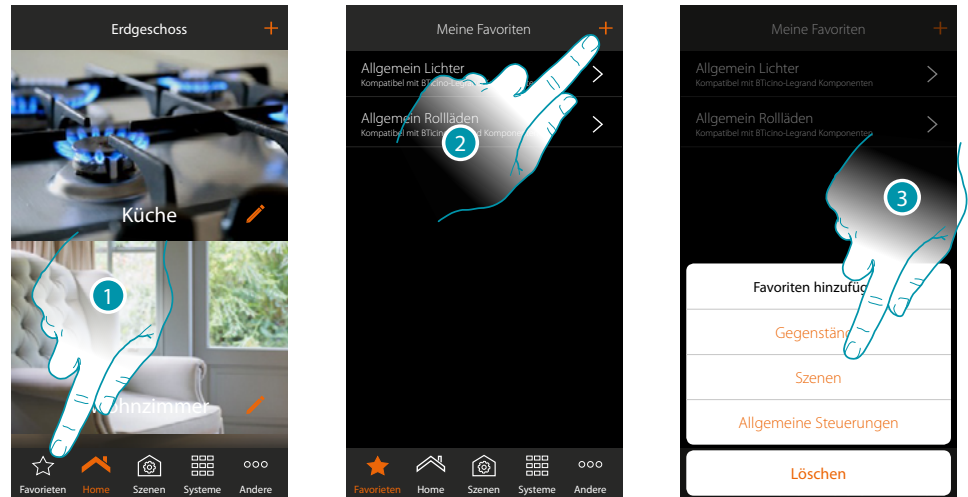 Erdgeschoss
Küche
1
Favorieten Home Szenen Systeme Andere
Meine Favoriten
Allgemein Lichter
Kompatibel mit BTicino-Legrand
Allgemein Rollläden
Kompatibel mit BTicino-Legrand
2
Favorieten Home Szenen Systeme Andere
Meine Favoriten
Allgemein Lichter
Kompatibel mit BTicino-Legrand Komponenten
Allgemein Rollläden
Kompatibel mit BTicino-Legrand Komponenten
3
Favoriten
Szenen
Allgemeine Steuerungen
Löschen